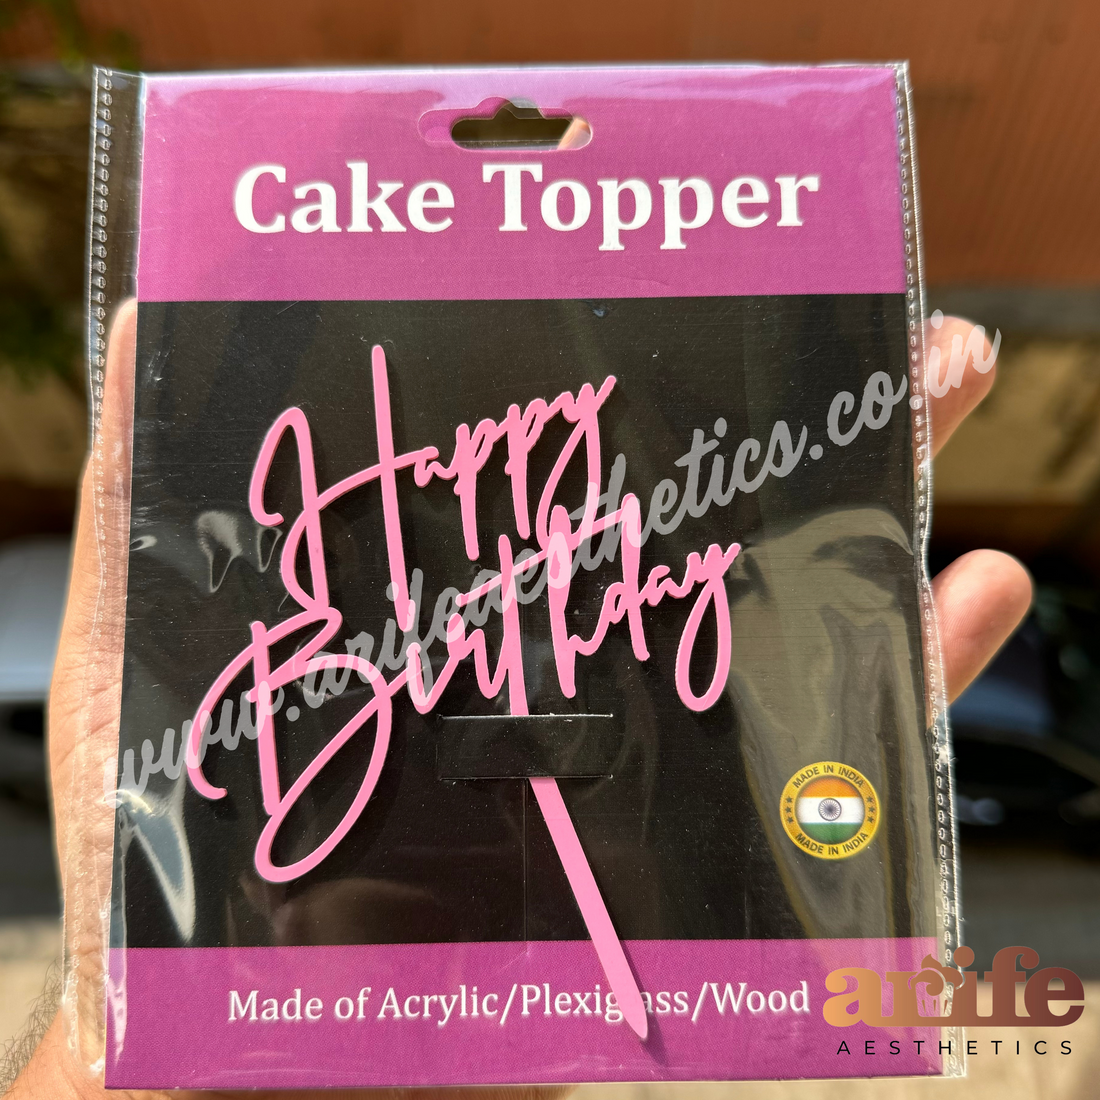 Cake Topper
Happy
Birthday
www.arifeaesthetics.co.in
MADE IN INDIA
MADE IN INDIA
Made of Acrylic/Plexiglass/Wood
arife
AESTHETICS